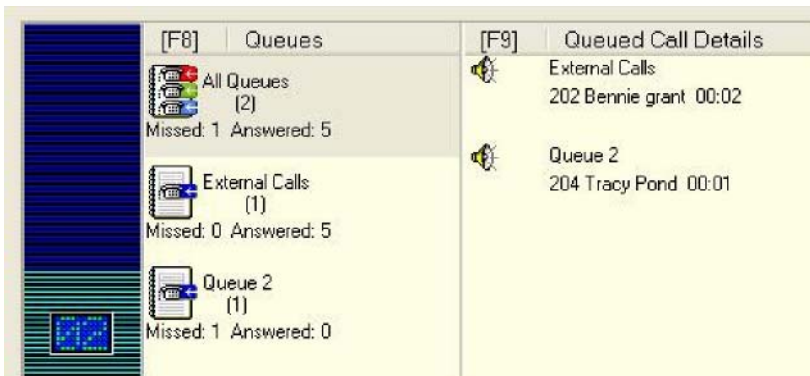 [F8] Queues
All Queues
(2)
Missed: 1 Answered: 5
External Calls
(1)
Missed: 0 Answered: 5
Queue 2
(1)
Missed: 1 Answered: 0
02
[F9] Queued Call Details
External Calls
202 Bennie grant 00:02
Queue 2
204 Tracy Pond 00:01